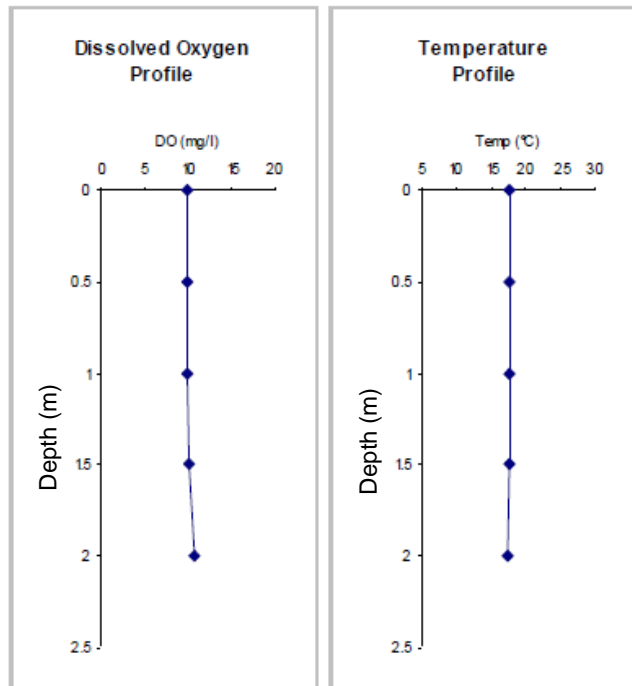 Dissolved Oxygen
Profile
DO (mg/l)
0 5 10 15 20
0
0.5
1
1.5
2
2.5
Depth (m)
Temperature
Profile
Temp (°C)
5 10 15 20 25 30
0
0.5
1
1.5
2
2.5
Depth (m)